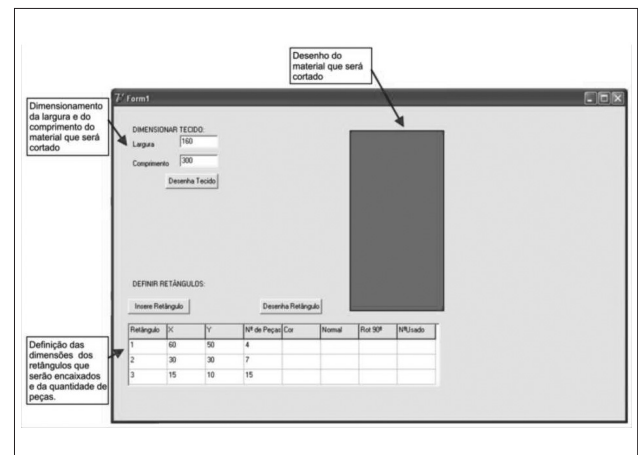 Desenho do
material que será
cortado
Form1
Dimensionamento
da largura e do
comprimento do
material que será
cortado
DIMENSIONAR TECIDO:
Largura 160
Comprimento 300
Desenha Tecido
DEFINIR RETÂNGULOS:
Insere Retângulo Desenha Retângulo
Retângulo X Y Nª de Peças Cor Normal Rot 90ª NªUsado
1 60 50 4
2 30 30 7
3 15 10 15
Definição das
dimensões dos
retângulos que
serão encaixados
e da quantidade de
peças.